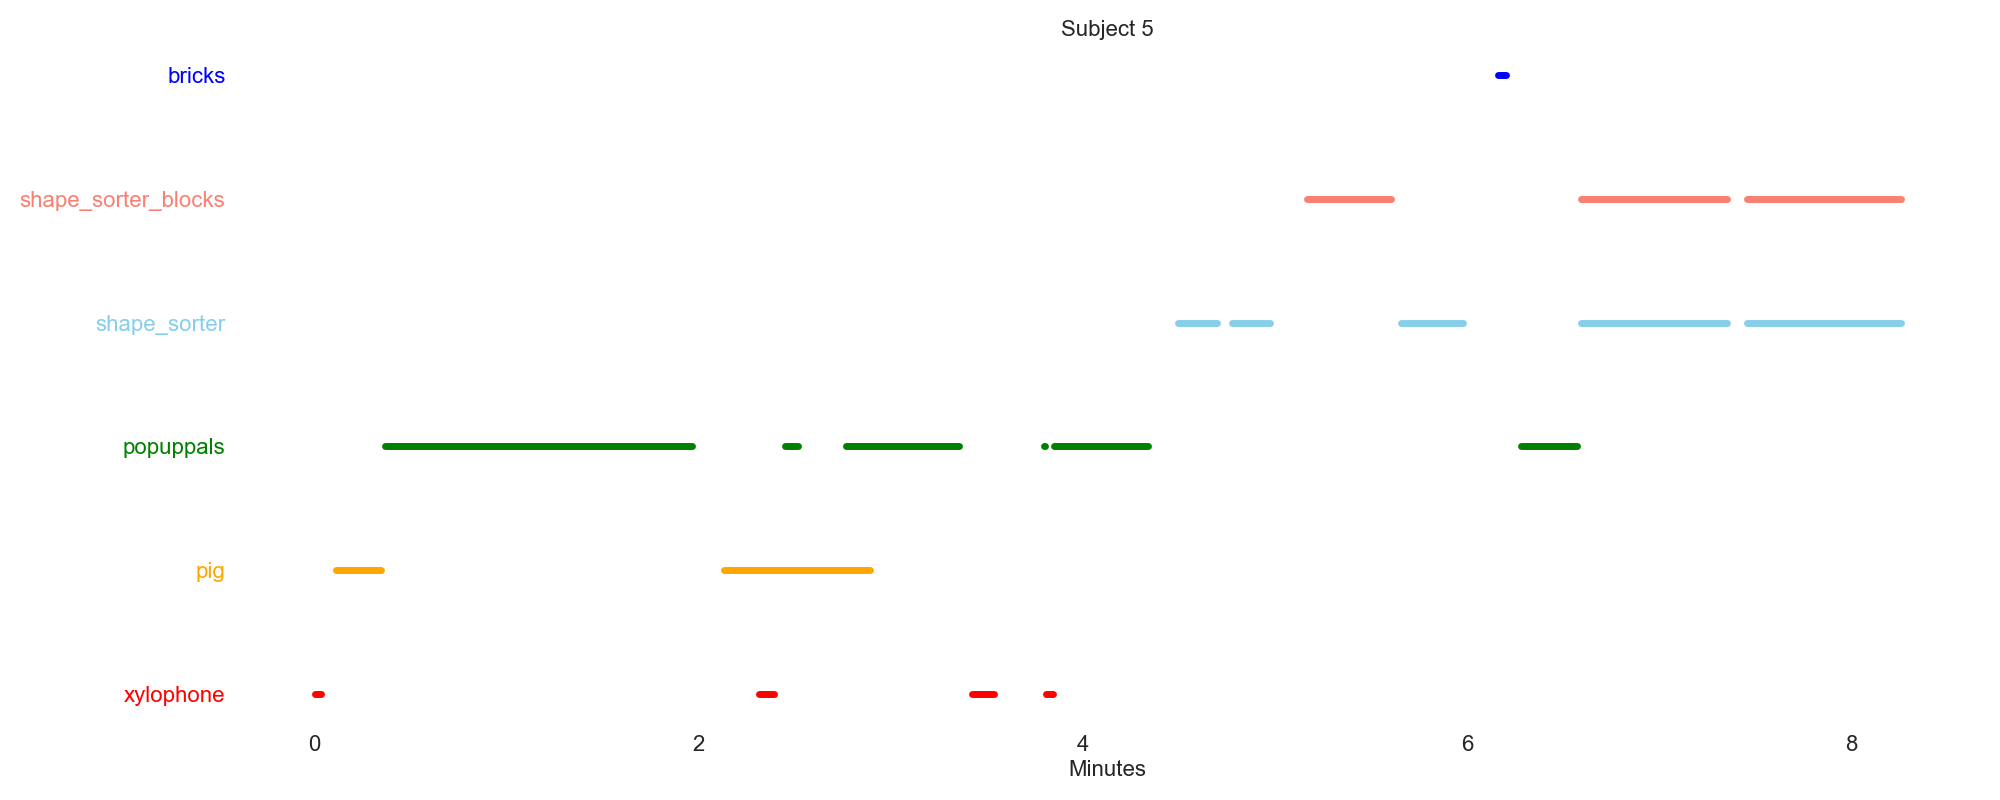 Subject 5
bricks
shape_sorter_blocks
shape_sorter
popuppals
pig
xylophone
0 2 4 6 8
Minutes